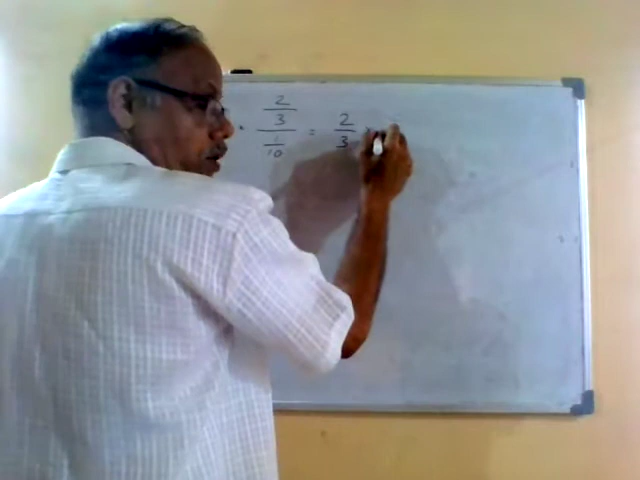 2/3 / 1/10 = 2/3 ×